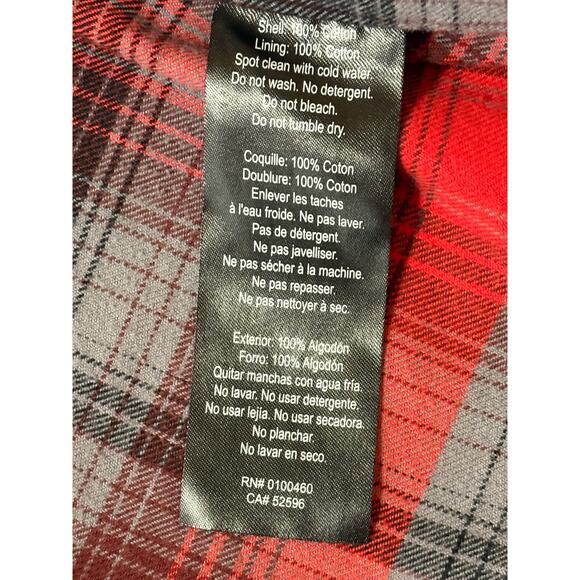 Shell: 100% Cotton
Lining: 100% Cotton
Spot clean with cold water.
Do not wash. No detergent.
Do not bleach.
Do not tumble dry.
Coquille: 100% Coton
Doublure: 100% Coton
Enlever les taches
à l'eau froide. Ne pas laver.
Pas de détergent.
Ne pas javelliser.
Ne pas sécher à la machine.
Ne pas repasser.
Ne pas nettoyer à sec.
Exterior: 100% Algodón
Forro: 100% Algodón
Quitar manchas con agua fría.
No lavar. No usar detergente.
No usar lejía. No usar secadora.
No planchar.
No lavar en seco.
RN# 0100460
CA# 52596